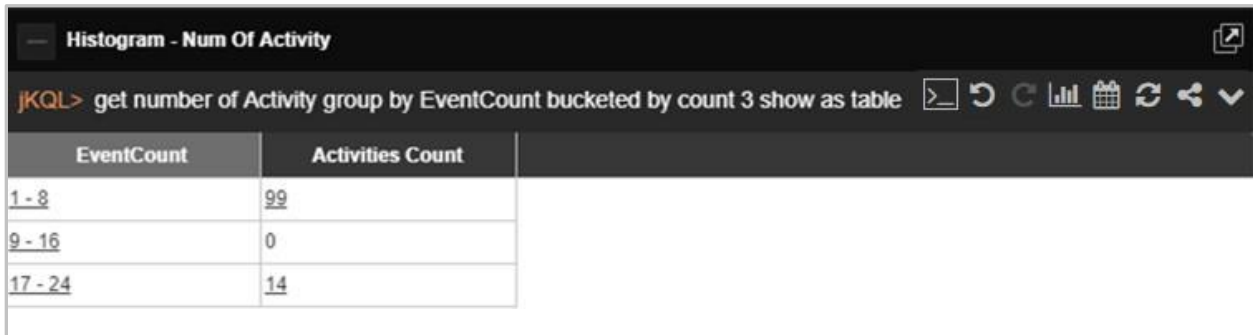 Histogram - Num Of Activity
jKQL> get number of Activity group by EventCount bucketed by count 3 show as table
EventCount Activities Count
1 - 8 99
9 - 16 0
17 - 24 14